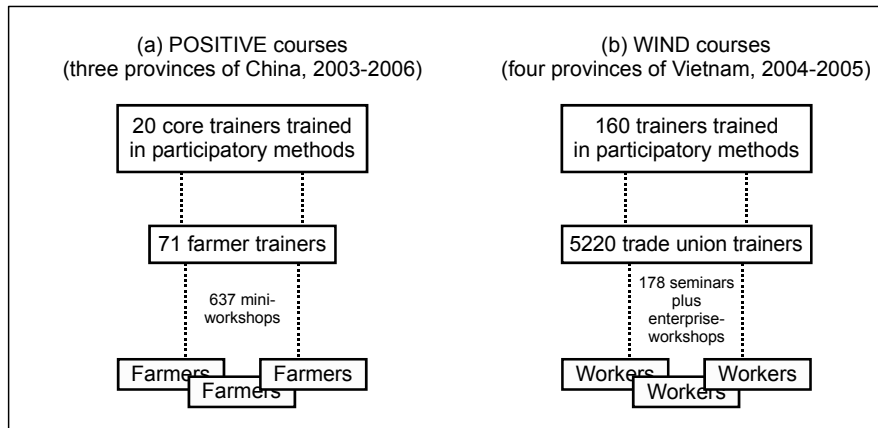 (a) POSITIVE courses
(three provinces of China, 2003-2006)
20 core trainers trained
in participatory methods
71 farmer trainers
637 mini-
workshops
Farmers
Farmers
Farmers
(b) WIND courses
(four provinces of Vietnam, 2004-2005)
160 trainers trained
in participatory methods
5220 trade union trainers
178 seminars
plus
enterprise-
workshops
Workers
Workers
Workers